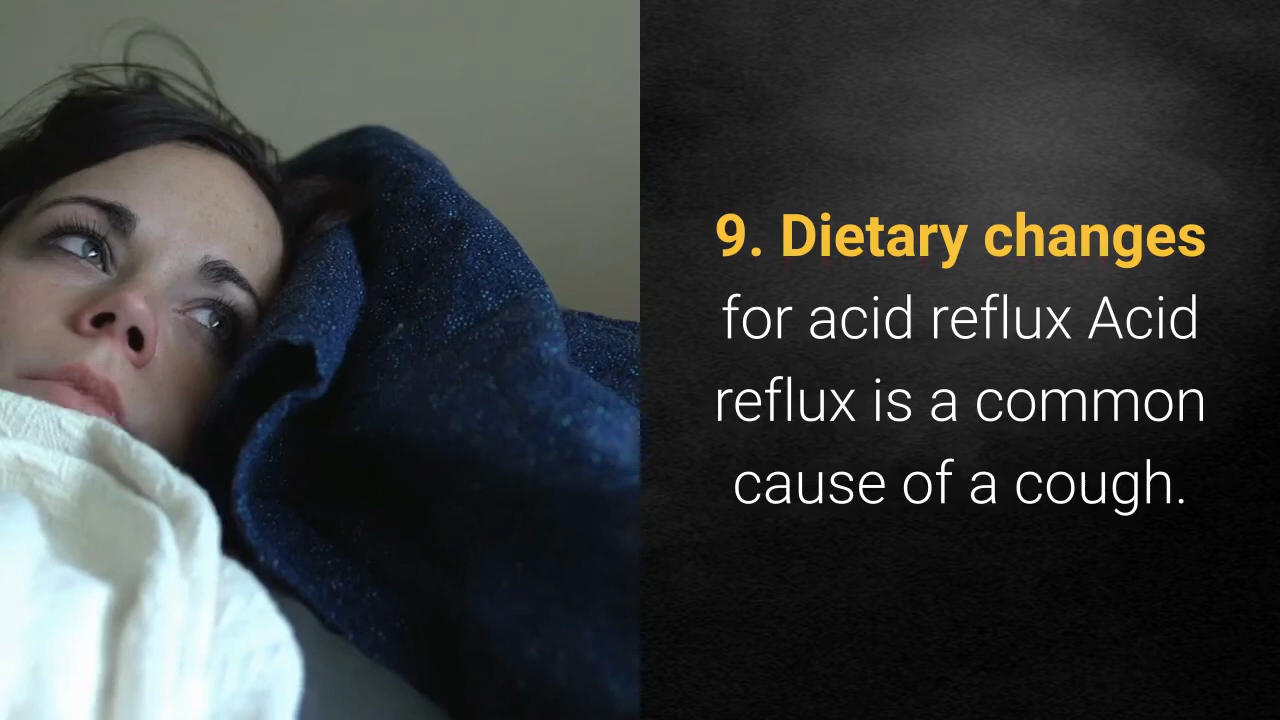 9. Dietary changes
for acid reflux Acid
reflux is a common
cause of a cough.